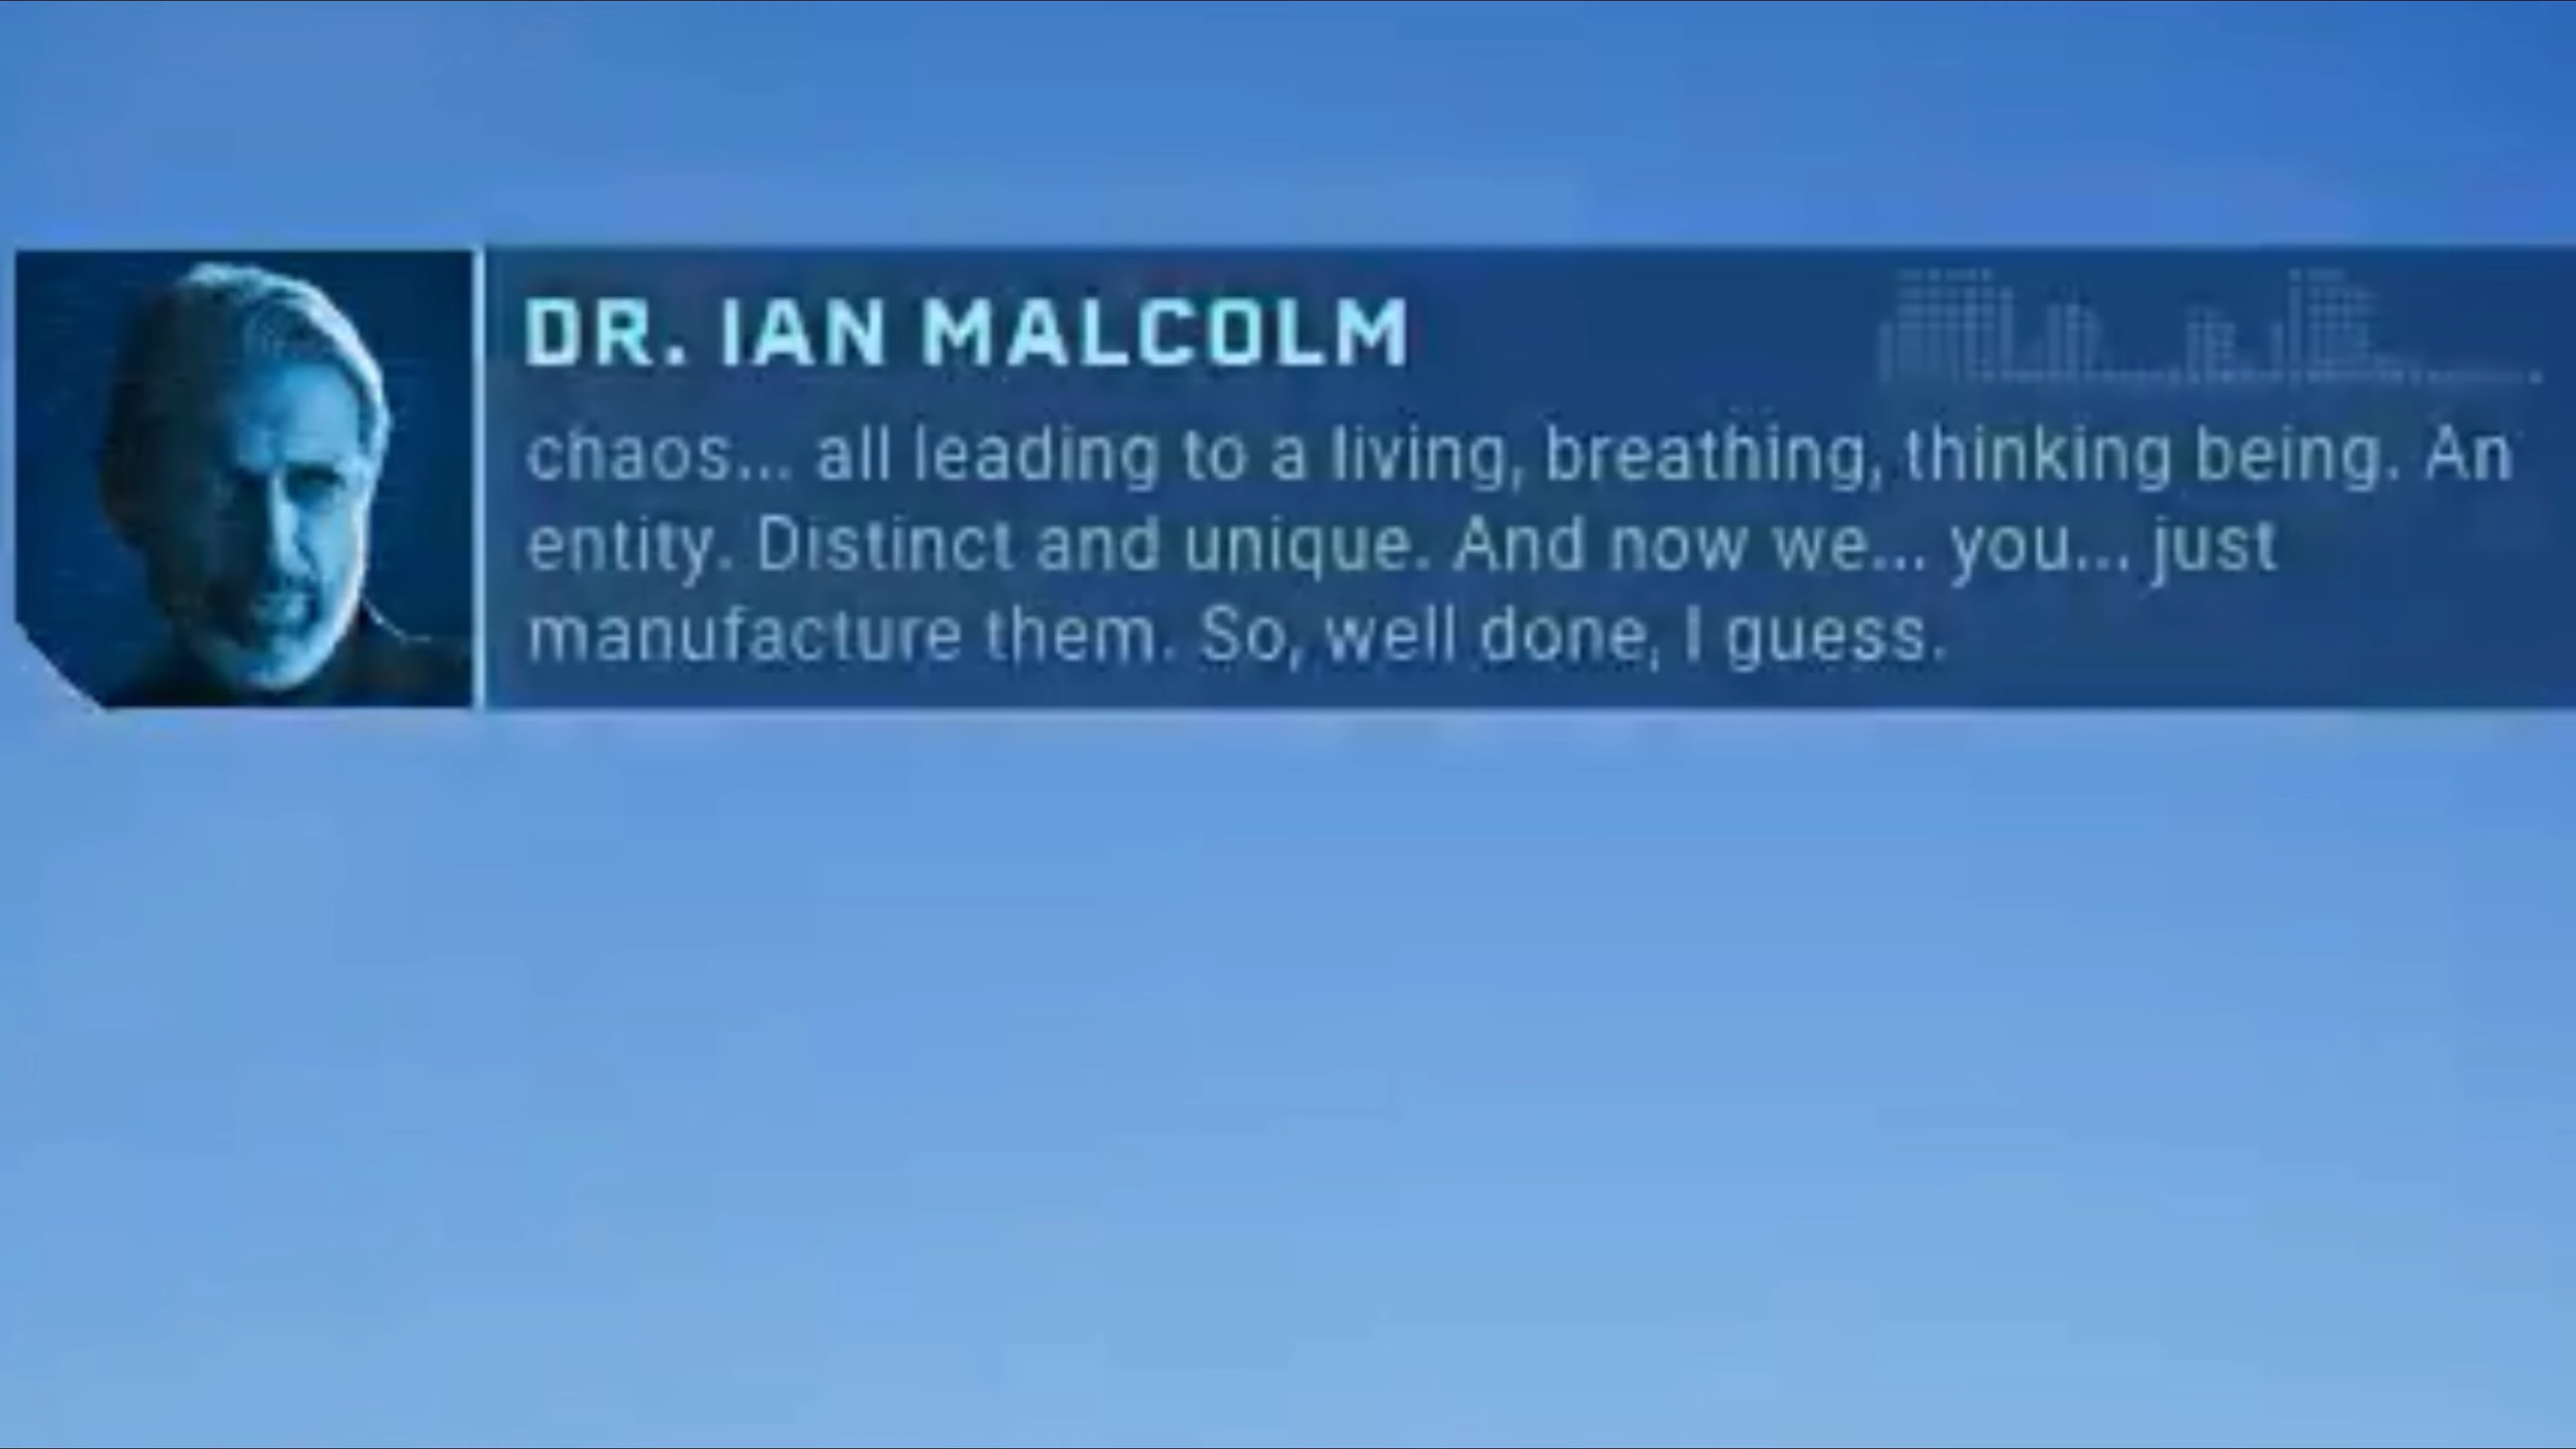 DR. IAN MALCOLM
chaos... all leading to a living, breathing, thinking being. An
entity. Distinct and unique. And now we... you... just
manufacture them. So, well done, I guess.